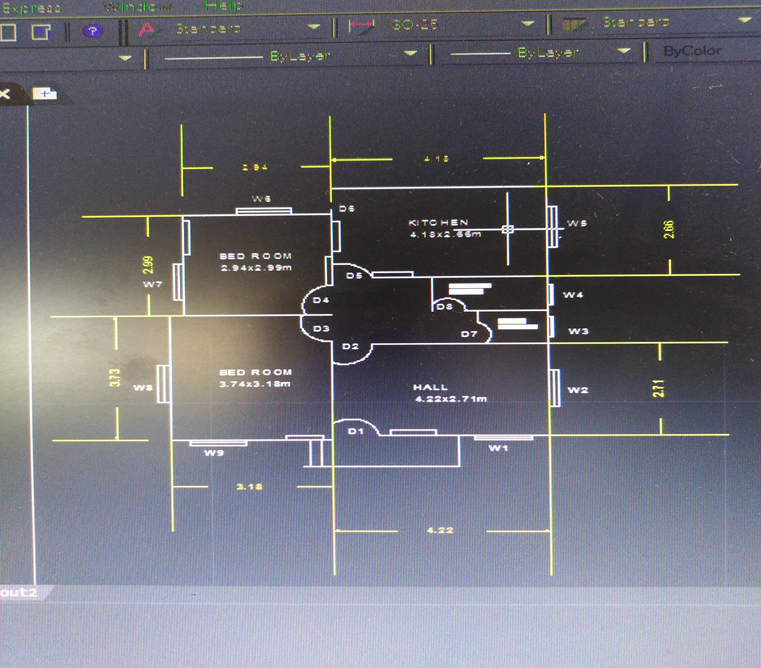 Express Window Help
Standard SO-25 Standard
ByLayer ByLayer ByColor
2.94 4.18
W6
D6
KITCHEN
4.18x2.66m
W5
2.66
BED ROOM
2.94x2.99m
2.99
W7
D5
D4
D8
W4
D3
D7
W3
D2
BED ROOM
3.74x3.18m
3.73
W8
HALL
4.22x2.71m
W2
2.71
D1
W9
W1
3.18
4.22
out2